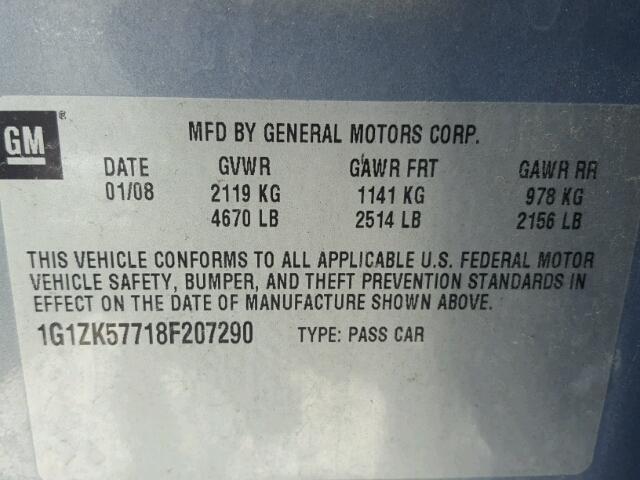 GM ®
MFD BY GENERAL MOTORS CORP.
DATE GVWR GAWR FRT GAWR RR
01/08 2119 KG 1141 KG 978 KG
4670 LB 2514 LB 2156 LB
THIS VEHICLE CONFORMS TO ALL APPLICABLE U.S. FEDERAL MOTOR
VEHICLE SAFETY, BUMPER, AND THEFT PREVENTION STANDARDS IN
EFFECT ON THE DATE OF MANUFACTURE SHOWN ABOVE.
1G1ZK57718F207290 TYPE: PASS CAR